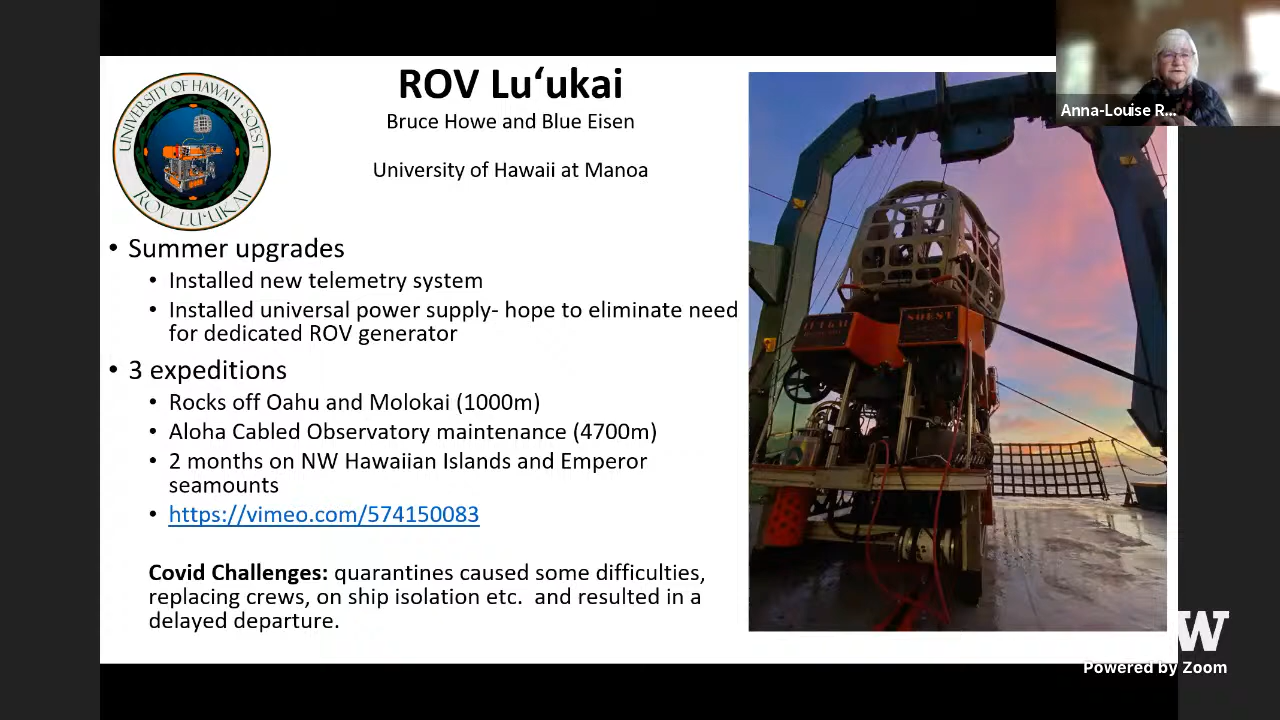 ROV Luʻukai
Bruce Howe and Blue Eisen
University of Hawaii at Manoa
UNIVERSITY OF HAWAI'I • SOEST
ROV LU'UKAI
• Summer upgrades
• Installed new telemetry system
• Installed universal power supply- hope to eliminate need
for dedicated ROV generator
• 3 expeditions
• Rocks off Oahu and Molokai (1000m)
• Aloha Cabled Observatory maintenance (4700m)
• 2 months on NW Hawaiian Islands and Emperor
seamounts
• https://vimeo.com/574150083
Covid Challenges: quarantines caused some difficulties,
replacing crews, on ship isolation etc. and resulted in a
delayed departure.
SOEST
Anna-Louise R...
W
Powered by Zoom